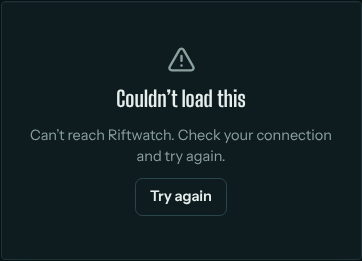 Couldn’t load this
Can’t reach Riftwatch. Check your connection
and try again.
Try again